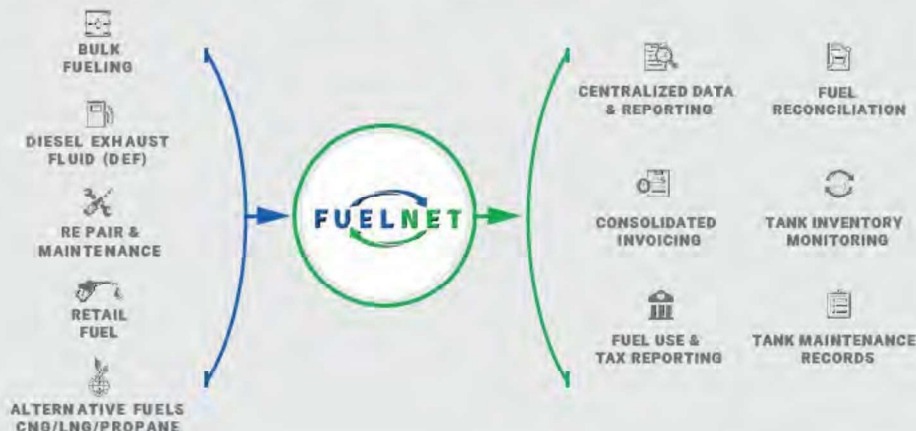 BULK
FUELING
DIESEL EXHAUST
FLUID (DEF)
RE PAIR &
MAINTENANCE
RETAIL
FUEL
ALTERNATIVE FUELS
CNG/LNG/PROPANE
FUELNET
CENTRALIZED DATA
& REPORTING
FUEL
RECONCILIATION
CONSOLIDATED
INVOICING
TANK INVENTORY
MONITORING
FUEL USE &
TAX REPORTING
TANK MAINTENANCE
RECORDS